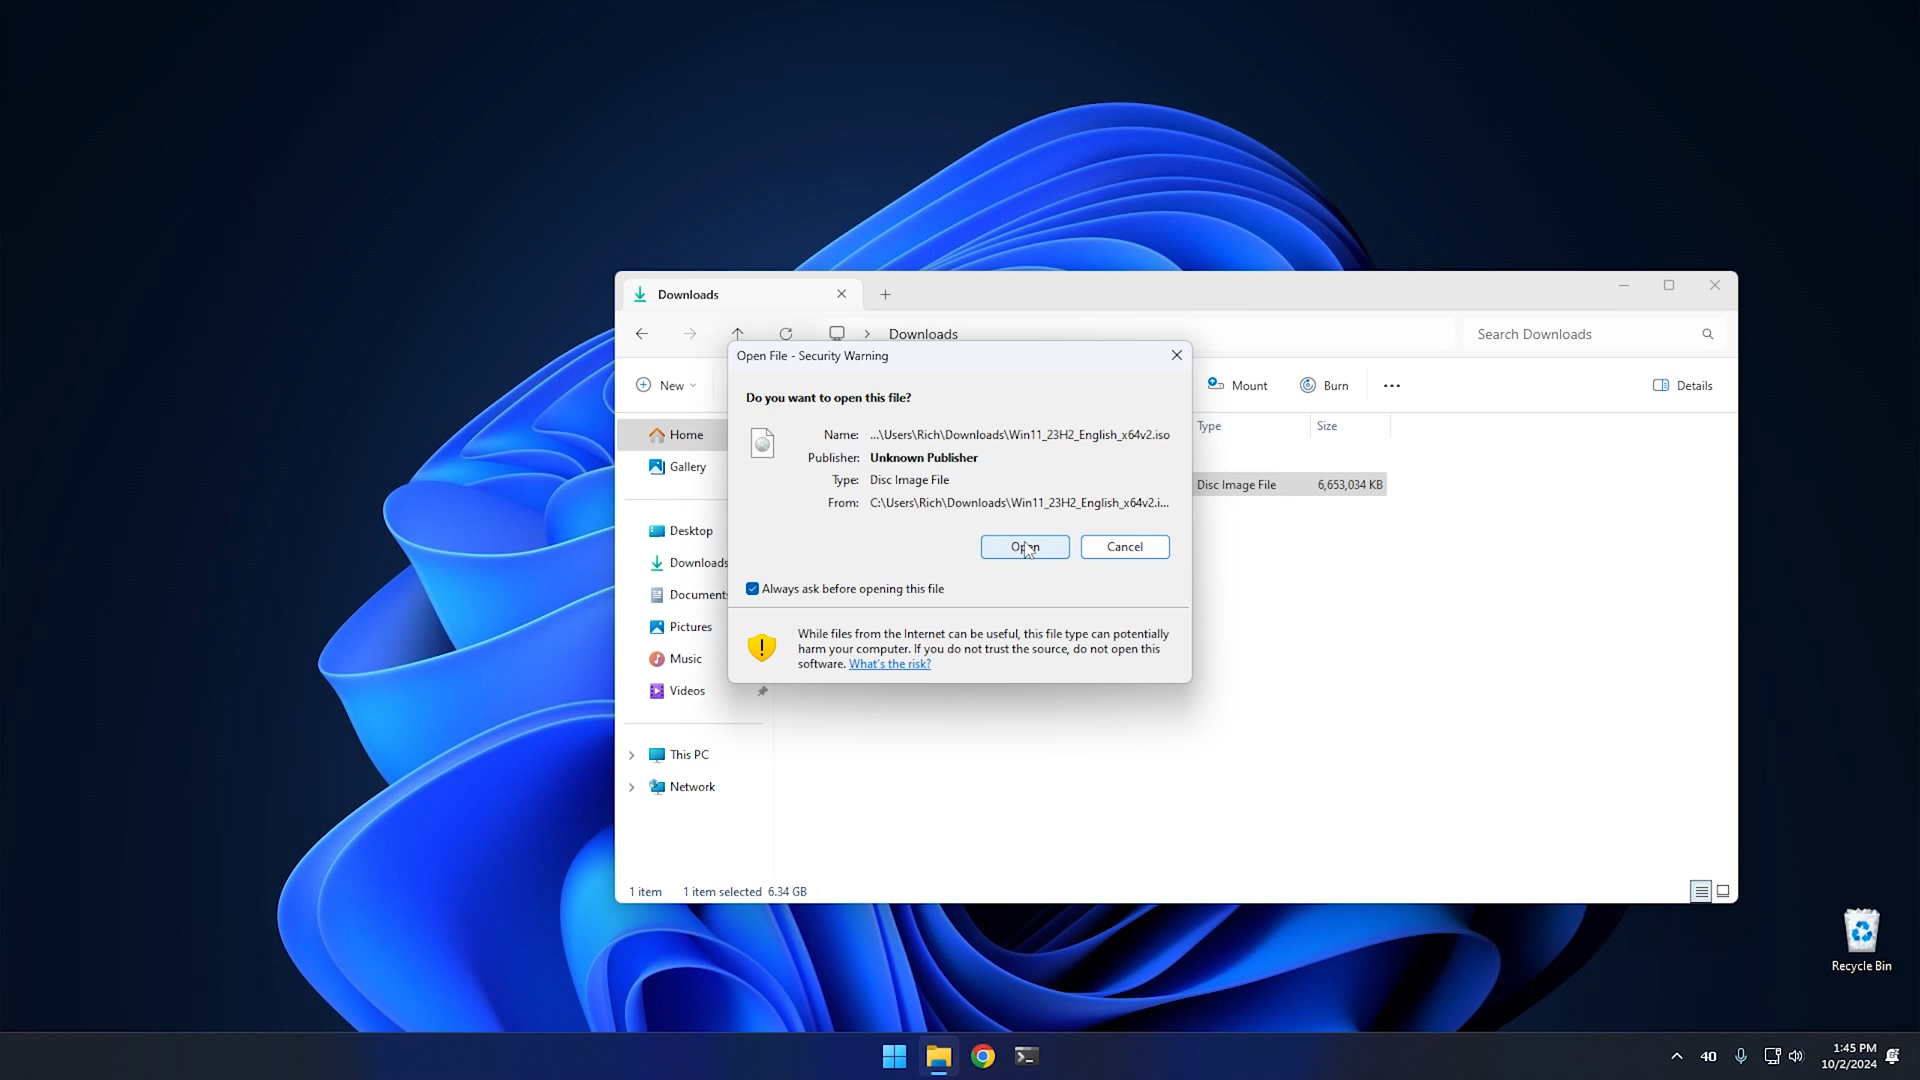 Downloads
Downloads
Search Downloads
Open File - Security Warning
New
Mount
Burn
Details
Do you want to open this file?
Name: ...\Users\Rich\Downloads\Win11_23H2_English_x64v2.iso
Publisher: Unknown Publisher
Type: Disc Image File
From: C:\Users\Rich\Downloads\Win11_23H2_English_x64v2.i...
Open
Cancel
Always ask before opening this file
While files from the Internet can be useful, this file type can potentially
harm your computer. If you do not trust the source, do not open this
software. What's the risk?
Type
Size
Disc Image File
6,653,034 KB
Home
Gallery
Desktop
Downloads
Document
Pictures
Music
Videos
This PC
Network
1 item
1 item selected 6.34 GB
Recycle Bin
40
1:45 PM
10/2/2024